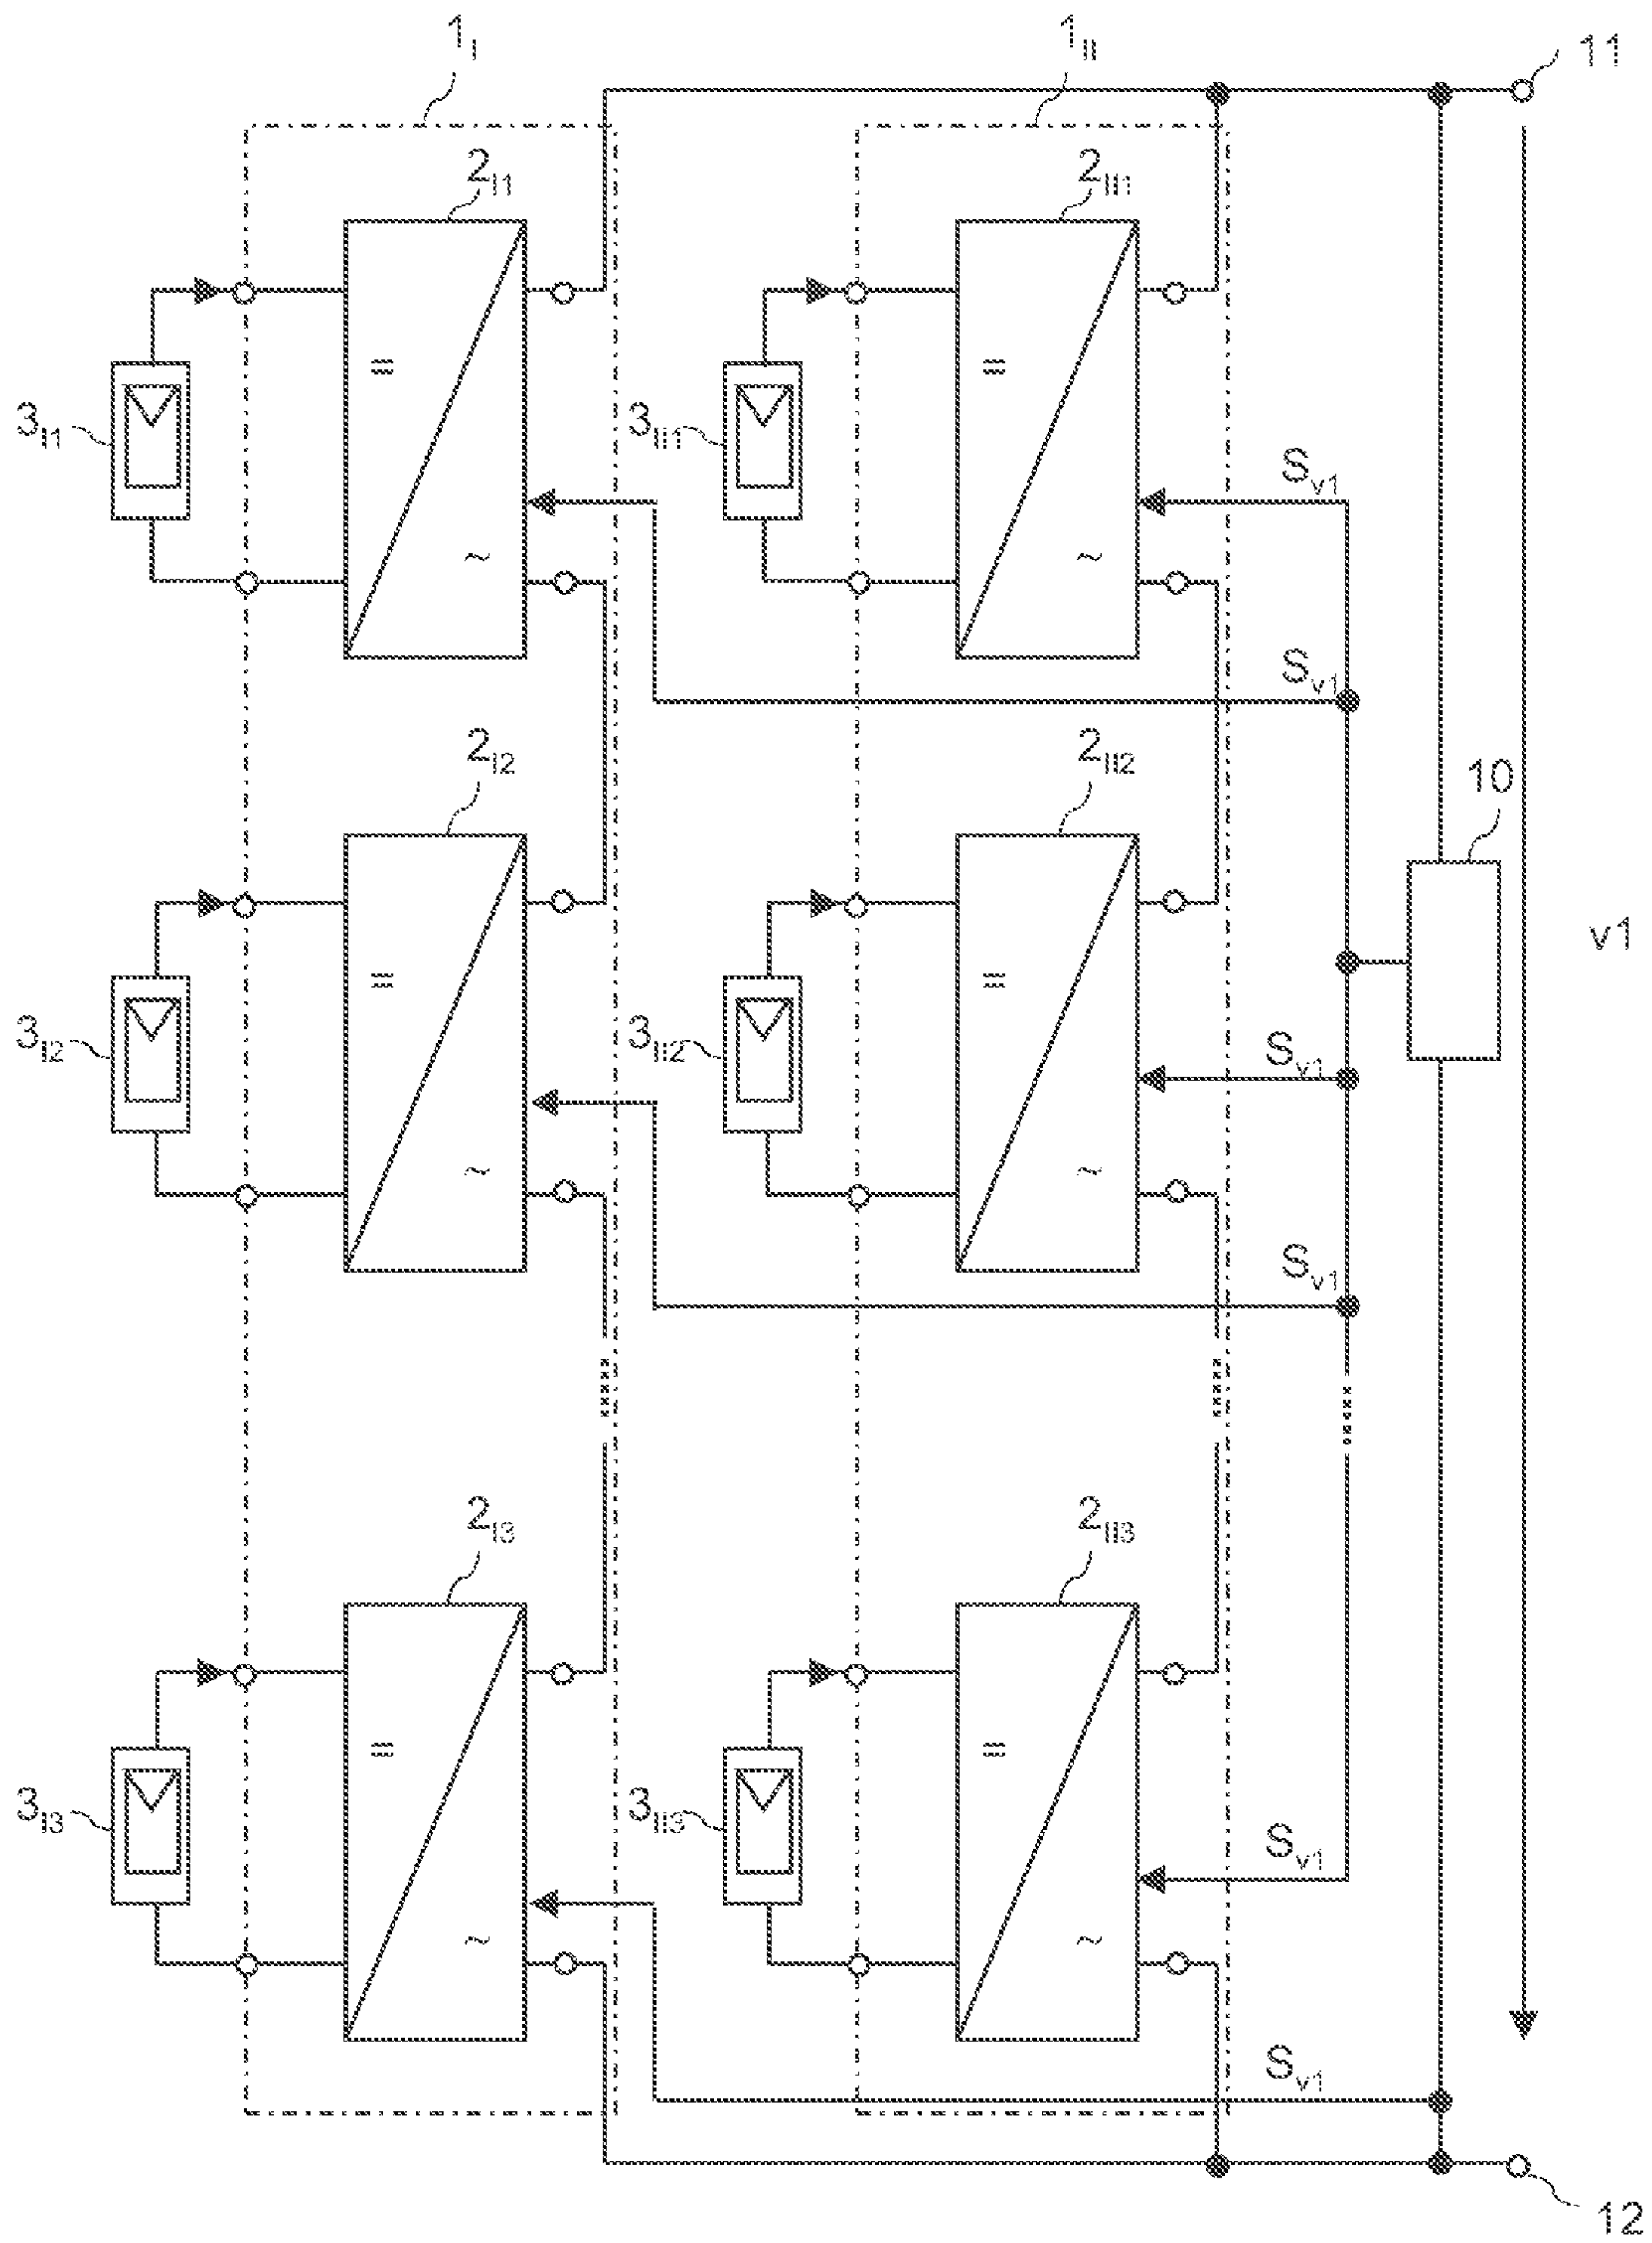 1I 1II 11
2I1 2II1
= =
3I1 3II1
Sv1
~ ~
Sv1
2I2 2II2
10
v1
= =
3I2 3II2
Sv1
~ ~
Sv1
2I3 2II3
= =
3I3 3II3
Sv1
~ ~
Sv1
12